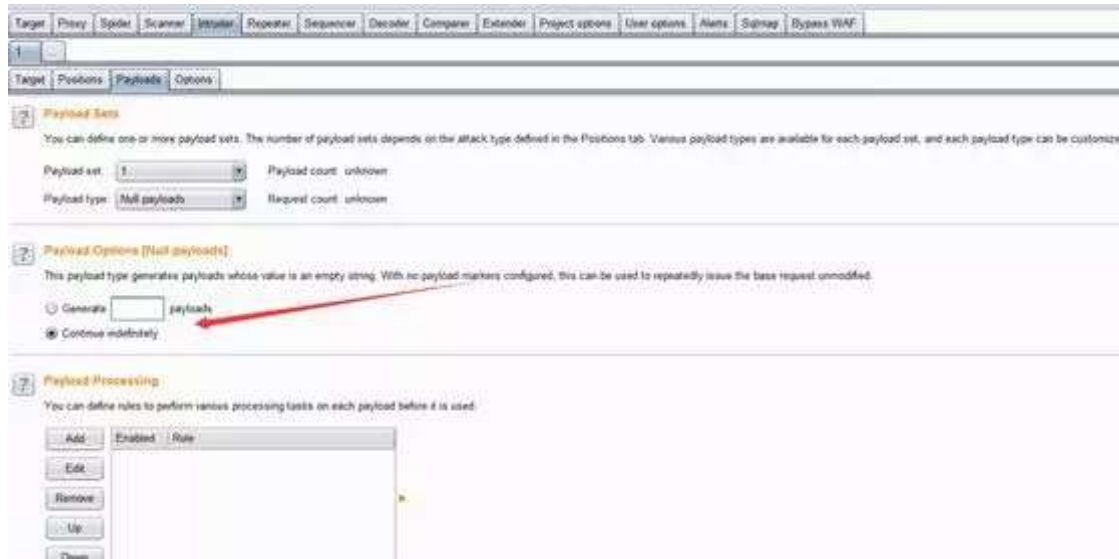 Target Proxy Spider Scanner Intruder Repeater Sequencer Decoder Comparer Extender Project options User options Alerts Sqlmap Bypass WAF
1 ...
Target Positions Payloads Options
? Payload Sets
You can define one or more payload sets. The number of payload sets depends on the attack type defined in the Positions tab. Various payload types are available for each payload set, and each payload type can be customize
Payload set: 1 Payload count: unknown
Payload type: Null payloads Request count: unknown
? Payload Options [Null payloads]
This payload type generates payloads whose value is an empty string. With no payload markers configured, this can be used to repeatedly issue the base request unmodified.
Generate payloads
Continue indefinitely
? Payload Processing
You can define rules to perform various processing tasks on each payload before it is used.
Add Enabled Rule
Edit
Remove
Up
Down